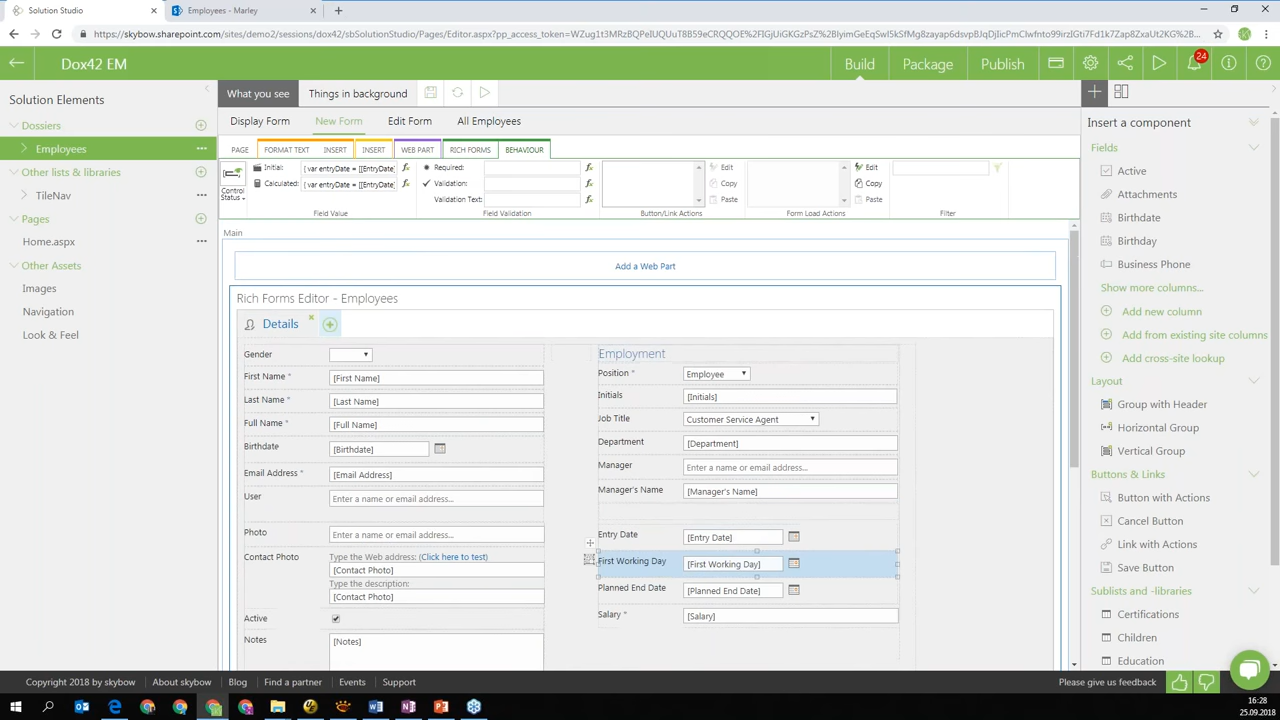 Solution Studio
Employees - Marley
https://skybow.sharepoint.com/sites/demo2/sessions/dox42/sbSolutionStudio/Pages/Editor.aspx?
Dox42 EM
Build
Package
Publish
24
Solution Elements
What you see
Things in background
Insert a component
Dossiers
Employees
Other lists & libraries
TileNav
Pages
Home.aspx
Other Assets
Images
Navigation
Look & Feel
Display Form
New Form
Edit Form
All Employees
PAGE
FORMAT TEXT
INSERT
INSERT
WEB PART
RICH FORMS
BEHAVIOUR
Control Status
Initial:
{ var entryDate = [[EntryDate]
Calculated:
{ var entryDate = [[EntryDate]
Field Value
Required:
Validation:
Validation Text:
Field Validation
Edit
Copy
Paste
Button/Link Actions
Edit
Copy
Paste
Form Load Actions
Filter
Main
Add a Web Part
Rich Forms Editor - Employees
Details
Gender
First Name *
[First Name]
Last Name *
[Last Name]
Full Name *
[Full Name]
Birthdate
[Birthdate]
Email Address *
[Email Address]
User
Enter a name or email address...
Photo
Enter a name or email address...
Contact Photo
Type the Web address: (Click here to test)
[Contact Photo]
Type the description:
[Contact Photo]
Active
Notes
[Notes]
Employment
Position *
Employee
Initials
[Initials]
Job Title
Customer Service Agent
Department
[Department]
Manager
Enter a name or email address...
Manager's Name
[Manager's Name]
Entry Date
[Entry Date]
First Working Day
[First Working Day]
Planned End Date
[Planned End Date]
Salary *
[Salary]
Fields
Active
Attachments
Birthdate
Birthday
Business Phone
Show more columns...
Add new column
Add from existing site columns
Add cross-site lookup
Layout
Group with Header
Horizontal Group
Vertical Group
Buttons & Links
Button with Actions
Cancel Button
Link with Actions
Save Button
Sublists and -libraries
Certifications
Children
Education
Copyright 2018 by skybow
About skybow
Blog
Find a partner
Events
Support
Please give us feedback
16:28
25.09.2018